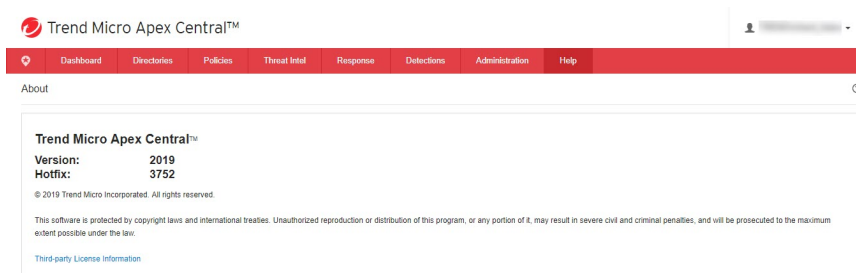 Trend Micro Apex Central™
Dashboard Directories Policies Threat Intel Response Detections Administration Help
About
Trend Micro Apex Central™
Version: 2019
Hotfix: 3752
© 2019 Trend Micro Incorporated. All rights reserved.
This software is protected by copyright laws and international treaties. Unauthorized reproduction or distribution of this program, or any portion of it, may result in severe civil and criminal penalties, and will be prosecuted to the maximum
extent possible under the law.
Third-party License Information